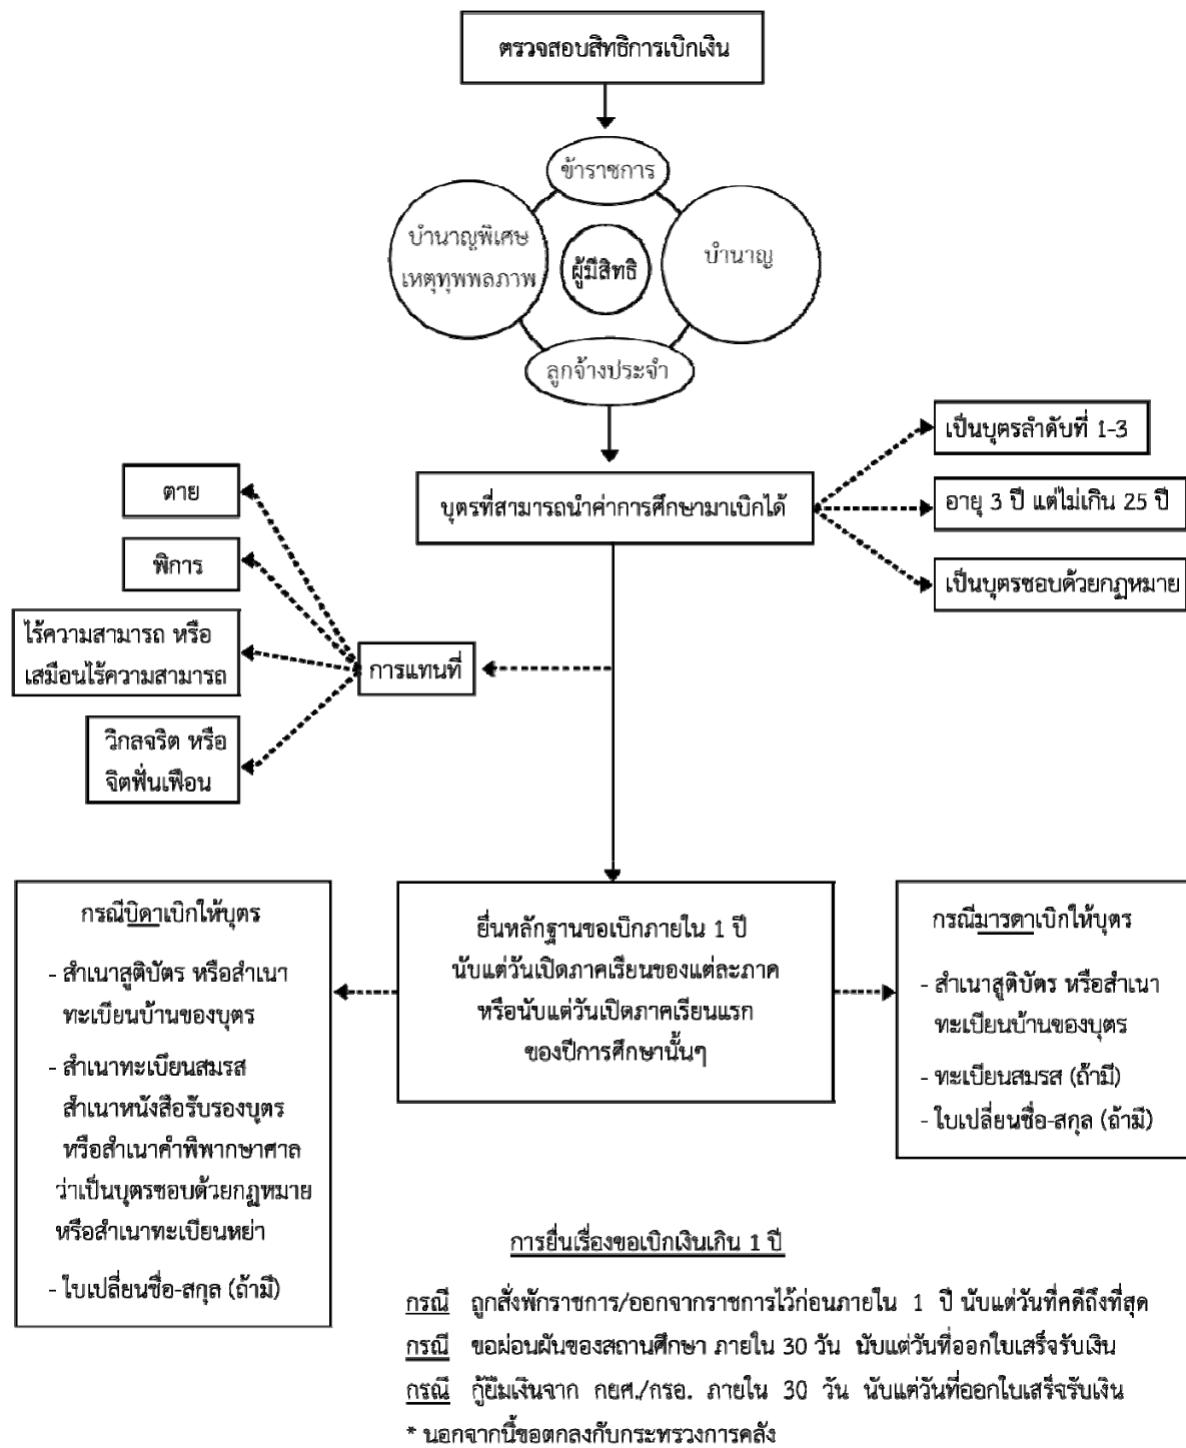 ตรวจสอบสิทธิการเบิกเงิน
ข้าราชการ
บำนาญพิเศษ
เหตุทุพพลภาพ
ผู้มีสิทธิ
บำนาญ
ลูกจ้างประจำ
เป็นบุตรลำดับที่ 1-3
บุตรที่สามารถนำค่าการศึกษามาเบิกได้
อายุ 3 ปี แต่ไม่เกิน 25 ปี
เป็นบุตรชอบด้วยกฎหมาย
ตาย
พิการ
ไร้ความสามารถ หรือ
เสมือนไร้ความสามารถ
การแทนที่
วิกลจริต หรือ
จิตฟั่นเฟือน
กรณีบิดาเบิกให้บุตร
- สำเนาสูติบัตร หรือสำเนา
ทะเบียนบ้านของบุตร
- สำเนาทะเบียนสมรส
สำเนาหนังสือรับรองบุตร
หรือสำเนาคำพิพากษาศาล
ว่าเป็นบุตรชอบด้วยกฎหมาย
หรือสำเนาทะเบียนหย่า
- ใบเปลี่ยนชื่อ-สกุล (ถ้ามี)
ยื่นหลักฐานขอเบิกภายใน 1 ปี
นับแต่วันเปิดภาคเรียนของแต่ละภาค
หรือนับแต่วันเปิดภาคเรียนแรก
ของปีการศึกษานั้นๆ
กรณีมารดาเบิกให้บุตร
- สำเนาสูติบัตร หรือสำเนา
ทะเบียนบ้านของบุตร
- ทะเบียนสมรส (ถ้ามี)
- ใบเปลี่ยนชื่อ-สกุล (ถ้ามี)
การยื่นเรื่องขอเบิกเงินเกิน 1 ปี
กรณี ถูกสั่งพักราชการ/ออกจากราชการไว้ก่อนภายใน 1 ปี นับแต่วันที่คดีถึงที่สุด
กรณี ขอผ่อนผันของสถานศึกษา ภายใน 30 วัน นับแต่วันที่ออกใบเสร็จรับเงิน
กรณี กู้ยืมเงินจาก กยศ./กรอ. ภายใน 30 วัน นับแต่วันที่ออกใบเสร็จรับเงิน
* นอกจากนี้ขอตกลงกับกระทรวงการคลัง